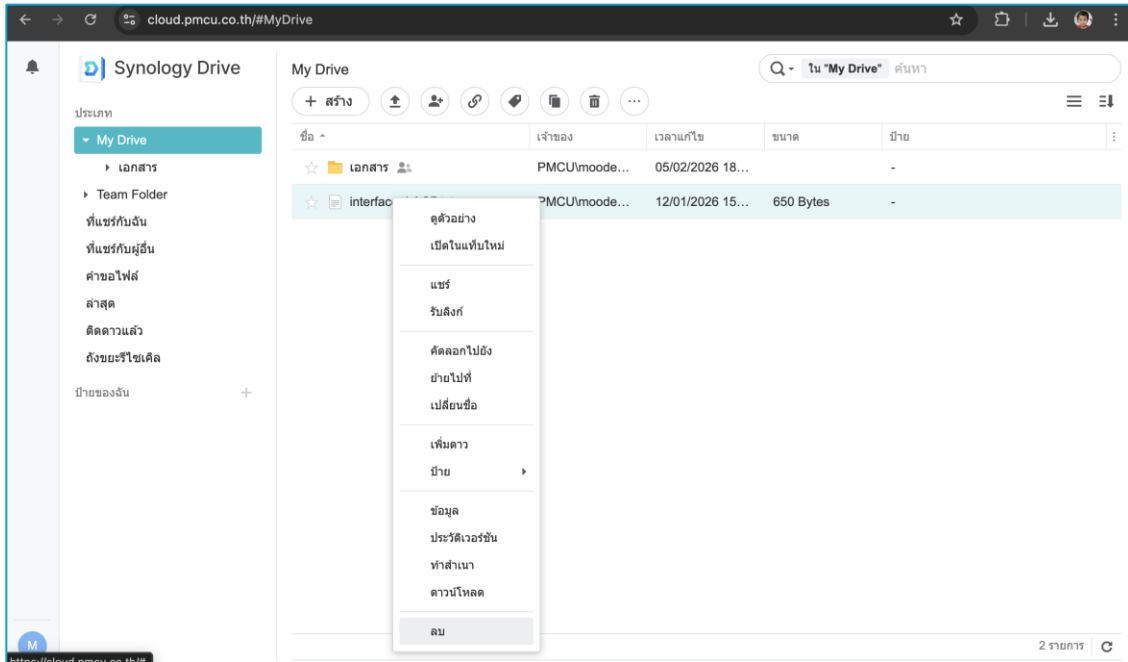 cloud.pmcu.co.th/#MyDrive
Synology Drive
My Drive
ใน "My Drive" ค้นหา
+ สร้าง
ประเภท
My Drive
เอกสาร
Team Folder
ที่แชร์กับฉัน
ที่แชร์กับผู้อื่น
คำขอไฟล์
ล่าสุด
ติดดาวแล้ว
ถังขยะรีไซเคิล
ป้ายของฉัน +
ชื่อ เจ้าของ เวลาแก้ไข ขนาด ป้าย
เอกสาร PMCU\moode... 05/02/2026 18... -
PMCU\moode... 12/01/2026 15... 650 Bytes -
ดูตัวอย่าง
เปิดในแท็บใหม่
แชร์
รับลิงก์
คัดลอกไปยัง
ย้ายไปที่
เปลี่ยนชื่อ
เพิ่มดาว
ป้าย
ข้อมูล
ประวัติเวอร์ชัน
ทำสำเนา
ดาวน์โหลด
ลบ
2 รายการ
M
https://cloud.pmcu.co.th/#